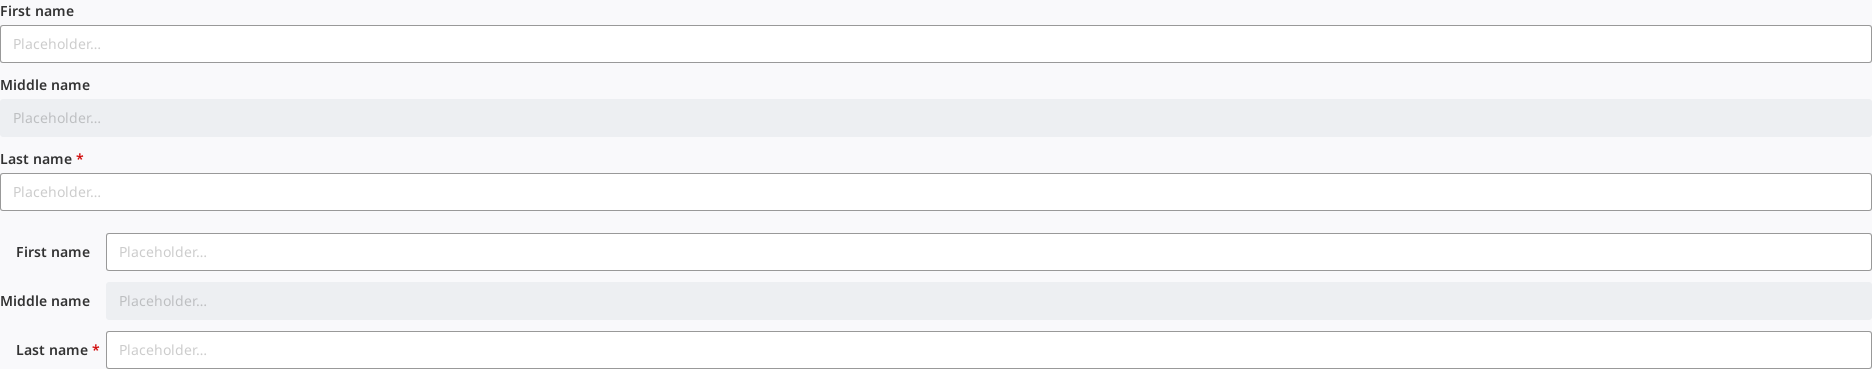 First name
Placeholder...
Middle name
Placeholder...
Last name *
Placeholder...
First name Placeholder...
Middle name Placeholder...
Last name * Placeholder...